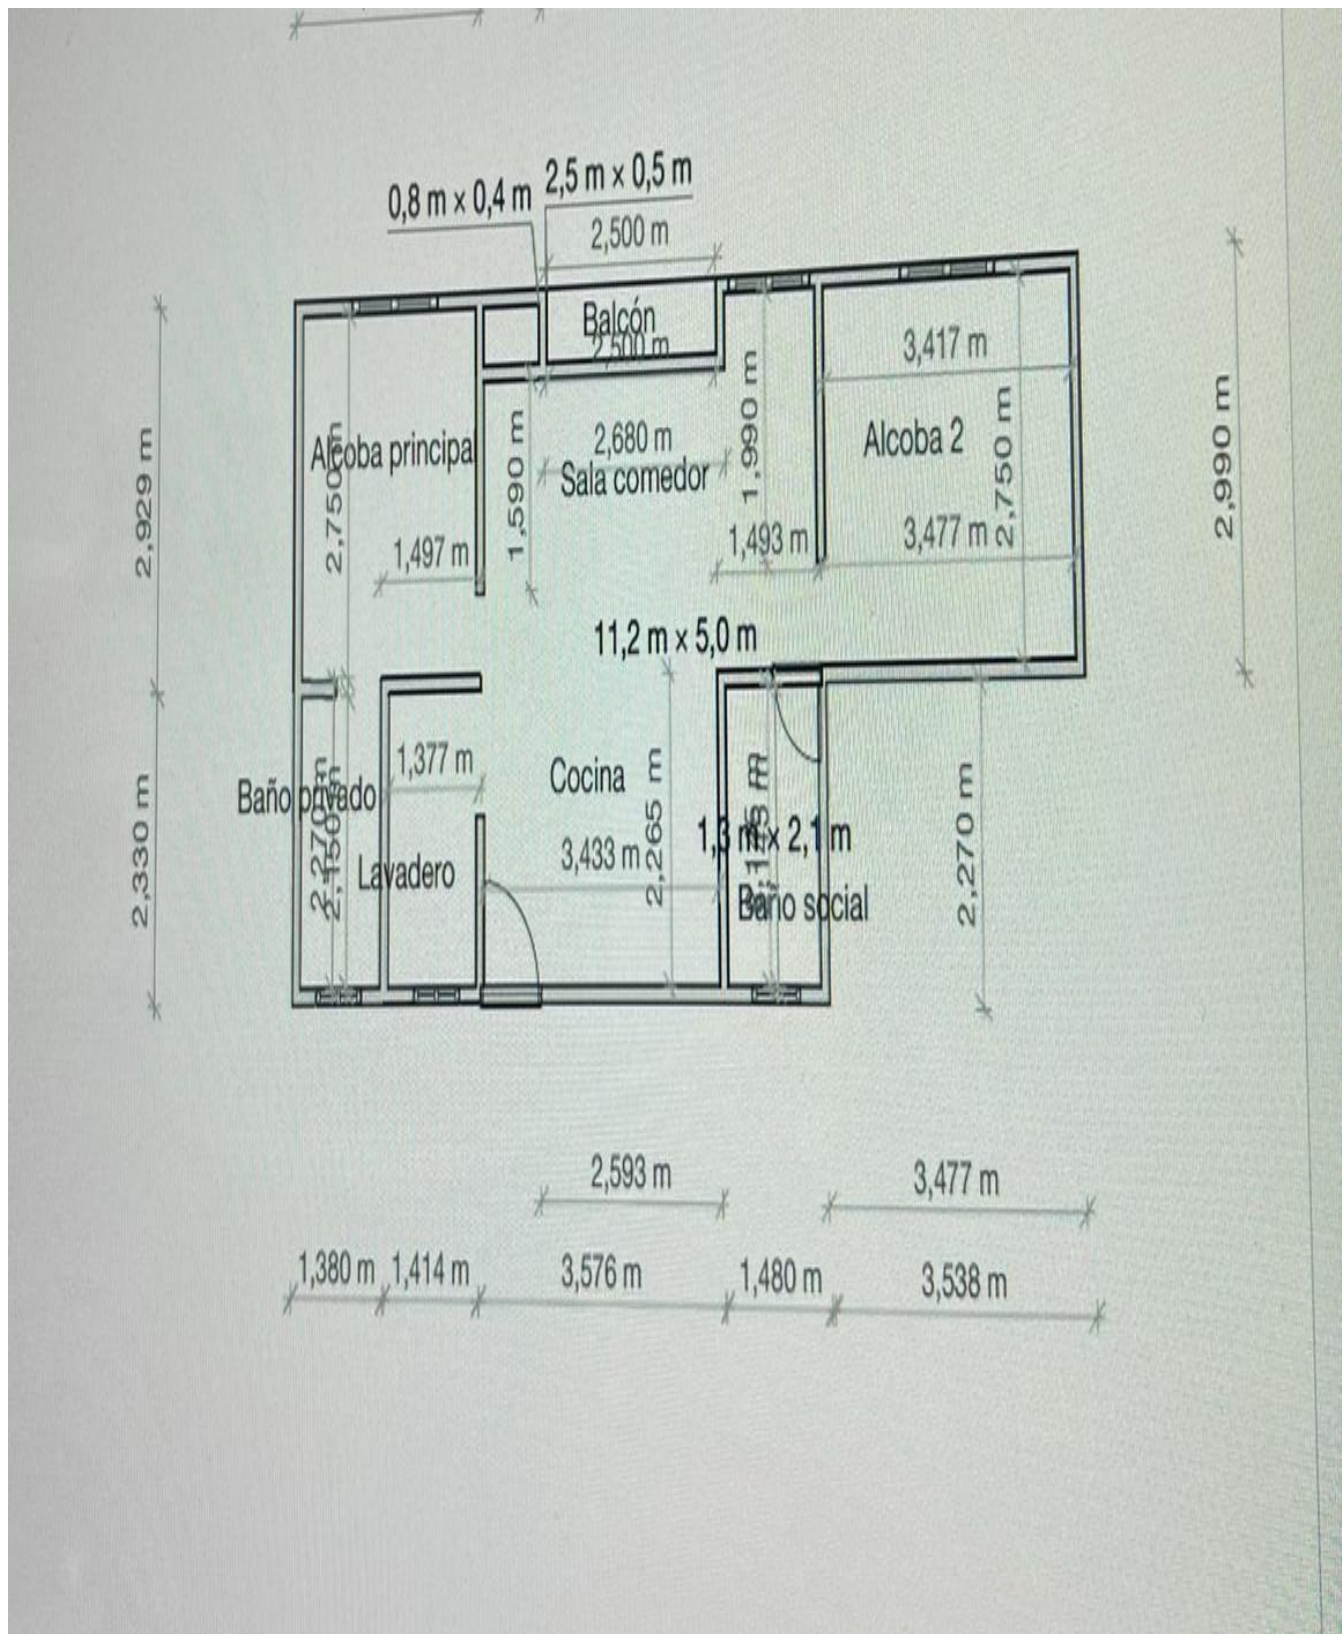 0,8 m x 0,4 m
2,5 m x 0,5 m
2,500 m
Balcón
2,500 m
3,417 m
2,929 m
2,750 m
Alcoba principal
1,590 m
2,680 m
Sala comedor
1,990 m
Alcoba 2
2,750 m
2,990 m
1,497 m
1,493 m
3,477 m
11,2 m x 5,0 m
2,330 m
Baño privado
2,270 m
1,377 m
Cocina
2,265 m
3,433 m
Lavadero
1,3 m x 2,1 m
Baño social
2,270 m
2,593 m
3,477 m
1,380 m
1,414 m
3,576 m
1,480 m
3,538 m